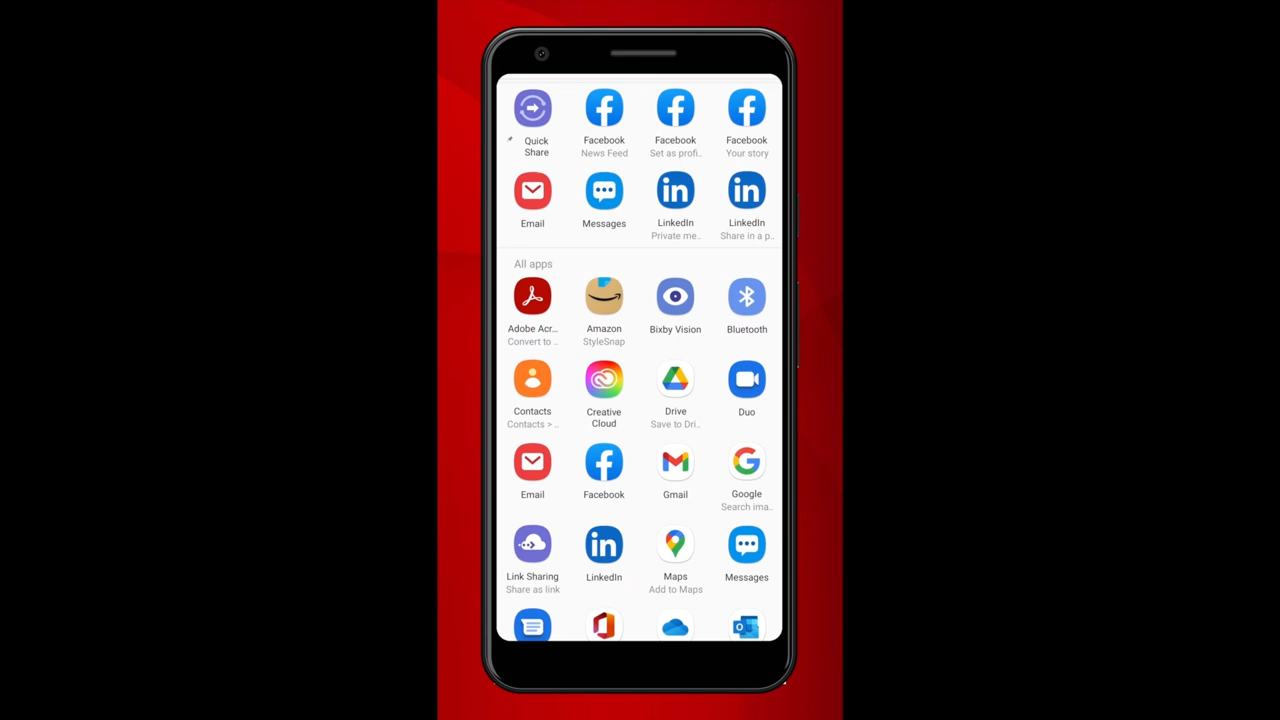 Quick Share
Facebook
Facebook
Facebook
News Feed
Set as profi..
Your story
Email
Messages
LinkedIn
LinkedIn
Private me..
Share in a p..
All apps
Adobe Acr...
Amazon
Bixby Vision
Bluetooth
Convert to ..
StyleSnap
Contacts
Creative Cloud
Drive
Duo
Contacts > ..
Save to Dri..
Email
Facebook
Gmail
Google
Search ima..
Link Sharing
LinkedIn
Maps
Messages
Share as link
Add to Maps